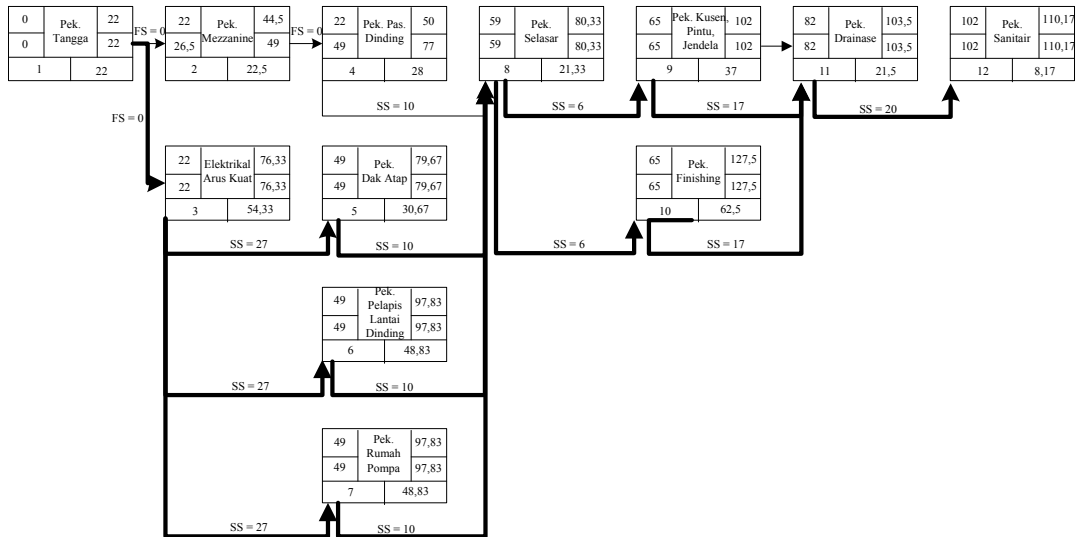 0
0
Pek.
Tangga
22
22
1
22
FS = 0
22
26,5
Pek.
Mezzanine
44,5
49
2
22,5
FS = 0
22
49
Pek. Pas.
Dinding
50
77
4
28
59
59
Pek.
Selasar
80,33
80,33
8
21,33
65
65
Pek. Kusen,
Pintu,
Jendela
102
102
9
37
82
82
Pek.
Drainase
103,5
103,5
11
21,5
102
102
Pek.
Sanitair
110,17
110,17
12
8,17
SS = 10
SS = 6
SS = 17
SS = 20
FS = 0
22
22
Elektrikal
Arus Kuat
76,33
76,33
3
54,33
49
49
Pek.
Dak Atap
79,67
79,67
5
30,67
65
65
Pek.
Finishing
127,5
127,5
10
62,5
SS = 27
SS = 10
SS = 6
SS = 17
49
49
Pek.
Pelapis
Lantai
Dinding
97,83
97,83
6
48,83
SS = 27
SS = 10
49
49
Pek.
Rumah
Pompa
97,83
97,83
7
48,83
SS = 27
SS = 10